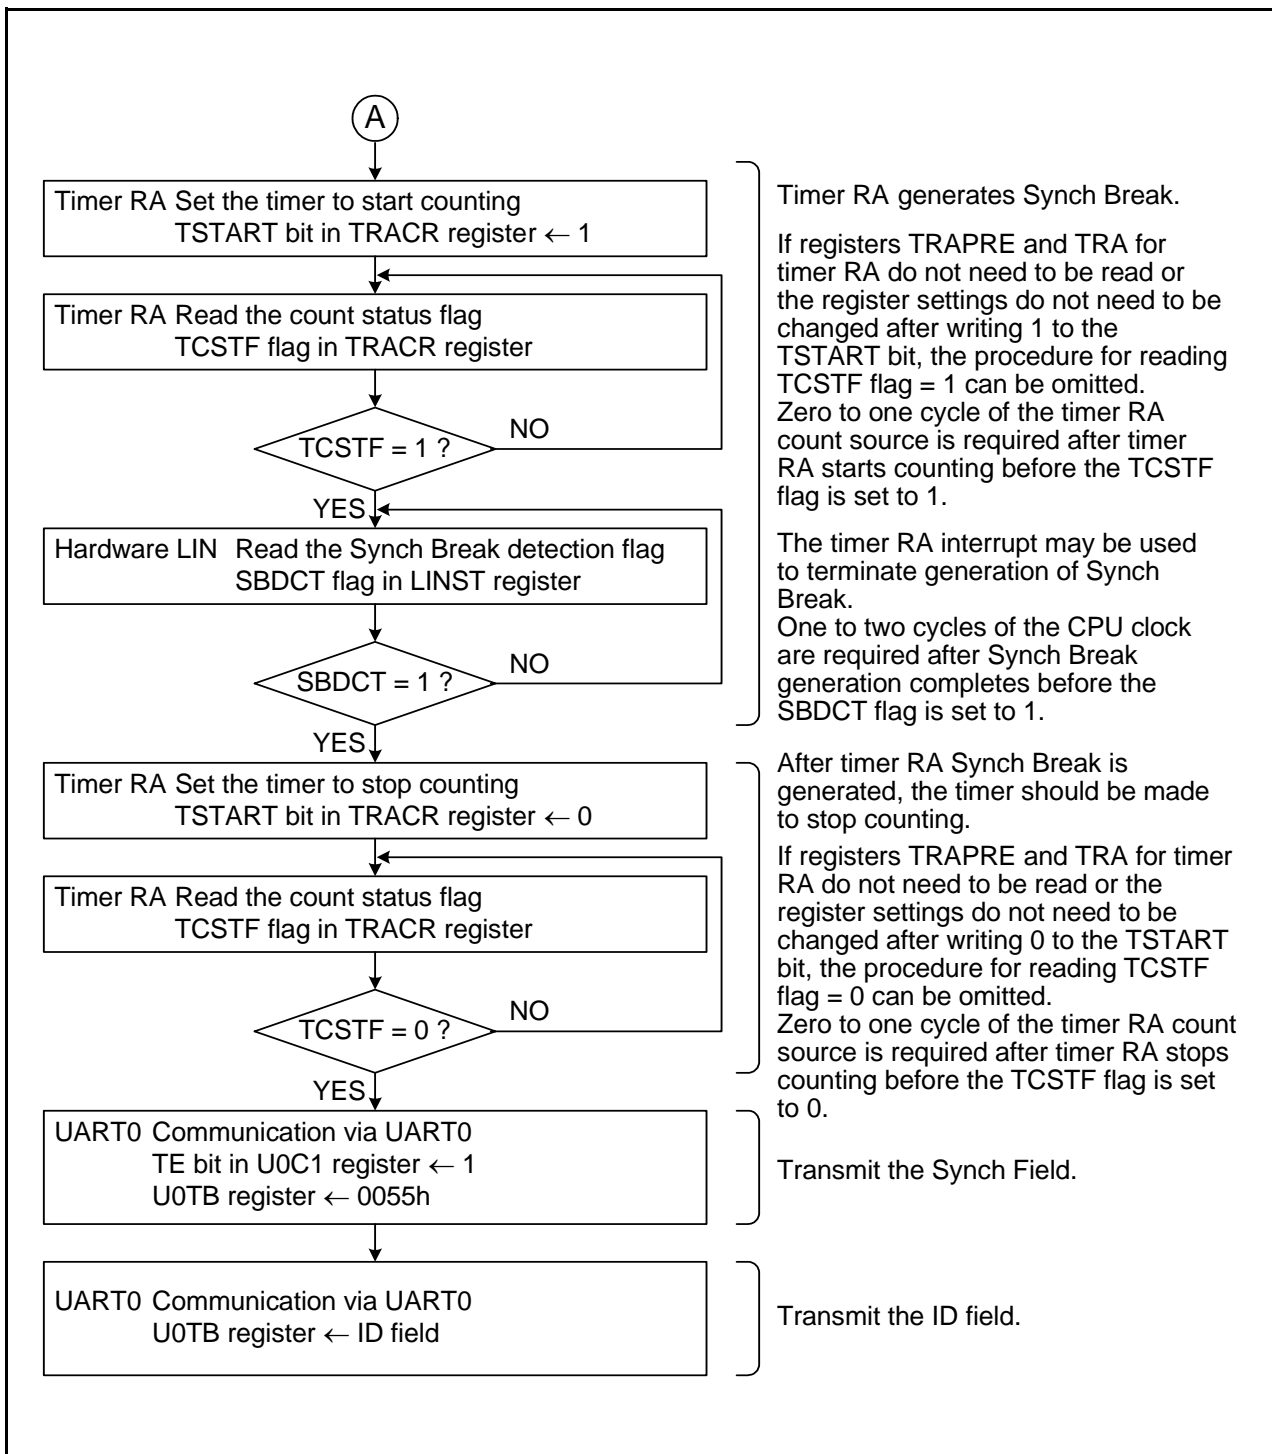 A
Timer RA Set the timer to start counting
TSTART bit in TRACR register ← 1
Timer RA Read the count status flag
TCSTF flag in TRACR register
TCSTF = 1 ?
NO
YES
Hardware LIN Read the Synch Break detection flag
SBDCT flag in LINST register
SBDCT = 1 ?
NO
YES
Timer RA generates Synch Break.
If registers TRAPRE and TRA for
timer RA do not need to be read or
the register settings do not need to be
changed after writing 1 to the
TSTART bit, the procedure for reading
TCSTF flag = 1 can be omitted.
Zero to one cycle of the timer RA
count source is required after timer
RA starts counting before the TCSTF
flag is set to 1.
The timer RA interrupt may be used
to terminate generation of Synch
Break.
One to two cycles of the CPU clock
are required after Synch Break
generation completes before the
SBDCT flag is set to 1.
Timer RA Set the timer to stop counting
TSTART bit in TRACR register ← 0
Timer RA Read the count status flag
TCSTF flag in TRACR register
TCSTF = 0 ?
NO
YES
After timer RA Synch Break is
generated, the timer should be made
to stop counting.
If registers TRAPRE and TRA for timer
RA do not need to be read or the
register settings do not need to be
changed after writing 0 to the TSTART
bit, the procedure for reading TCSTF
flag = 0 can be omitted.
Zero to one cycle of the timer RA count
source is required after timer RA stops
counting before the TCSTF flag is set
to 0.
UART0 Communication via UART0
TE bit in U0C1 register ← 1
U0TB register ← 0055h
Transmit the Synch Field.
UART0 Communication via UART0
U0TB register ← ID field
Transmit the ID field.